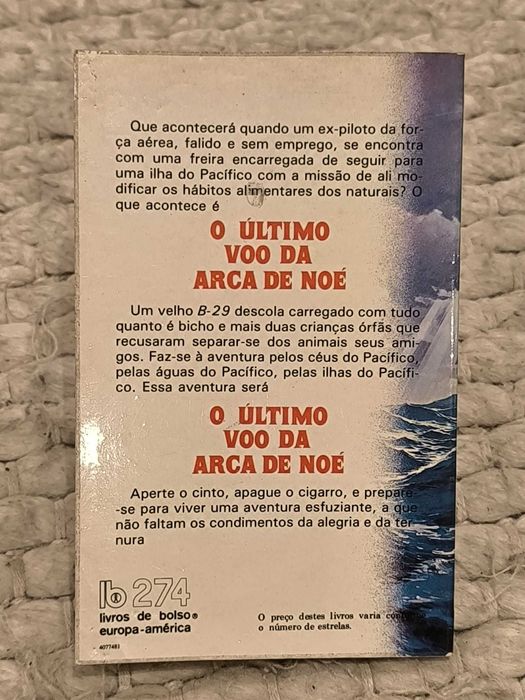 Que acontecerá quando um ex-piloto da for-
ça aérea, falido e sem emprego, se encontra
com uma freira encarregada de seguir para
uma ilha do Pacífico com a missão de ali mo-
dificar os hábitos alimentares dos naturais? O
que acontece é
O ÚLTIMO
VOO DA
ARCA DE NOÉ
Um velho B-29 descola carregado com tudo
quanto é bicho e mais duas crianças órfãs que
recusaram separar-se dos animais seus ami-
gos. Faz-se à aventura pelos céus do Pacífico,
pelas águas do Pacífico, pelas ilhas do Pacífi-
co. Essa aventura será
O ÚLTIMO
VOO DA
ARCA DE NOÉ
Aperte o cinto, apague o cigarro, e prepare-
-se para viver uma aventura esfuziante, a que
não faltam os condimentos da alegria e da ter-
nura
lb 274
livros de bolso®
europa-américa
O preço destes livros varia
o número de estrelas.
4077481